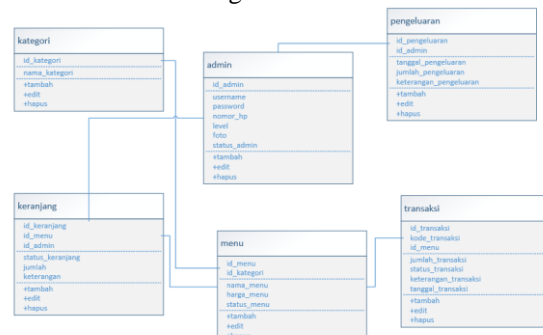 kategori
id_kategori
nama_kategori
+tambah
+edit
+hapus
admin
id_admin
username
password
nomor_hp
level
foto
status_admin
+tambah
+edit
+hapus
pengeluaran
id_pengeluaran
id_admin
tanggal_pengeluaran
jumlah_pengeluaran
keterangan_pengeluaran
+tambah
+edit
+hapus
keranjang
id_keranjang
id_menu
id_admin
status_keranjang
jumlah
keterangan
+tambah
+edit
+hapus
menu
id_menu
id_kategori
nama_menu
harga_menu
status_menu
+tambah
+edit
transaksi
id_transaksi
kode_transaksi
id_menu
jumlah_transaksi
status_transaksi
keterangan_transaksi
tanggal_transaksi
+tambah
+edit
+hapus